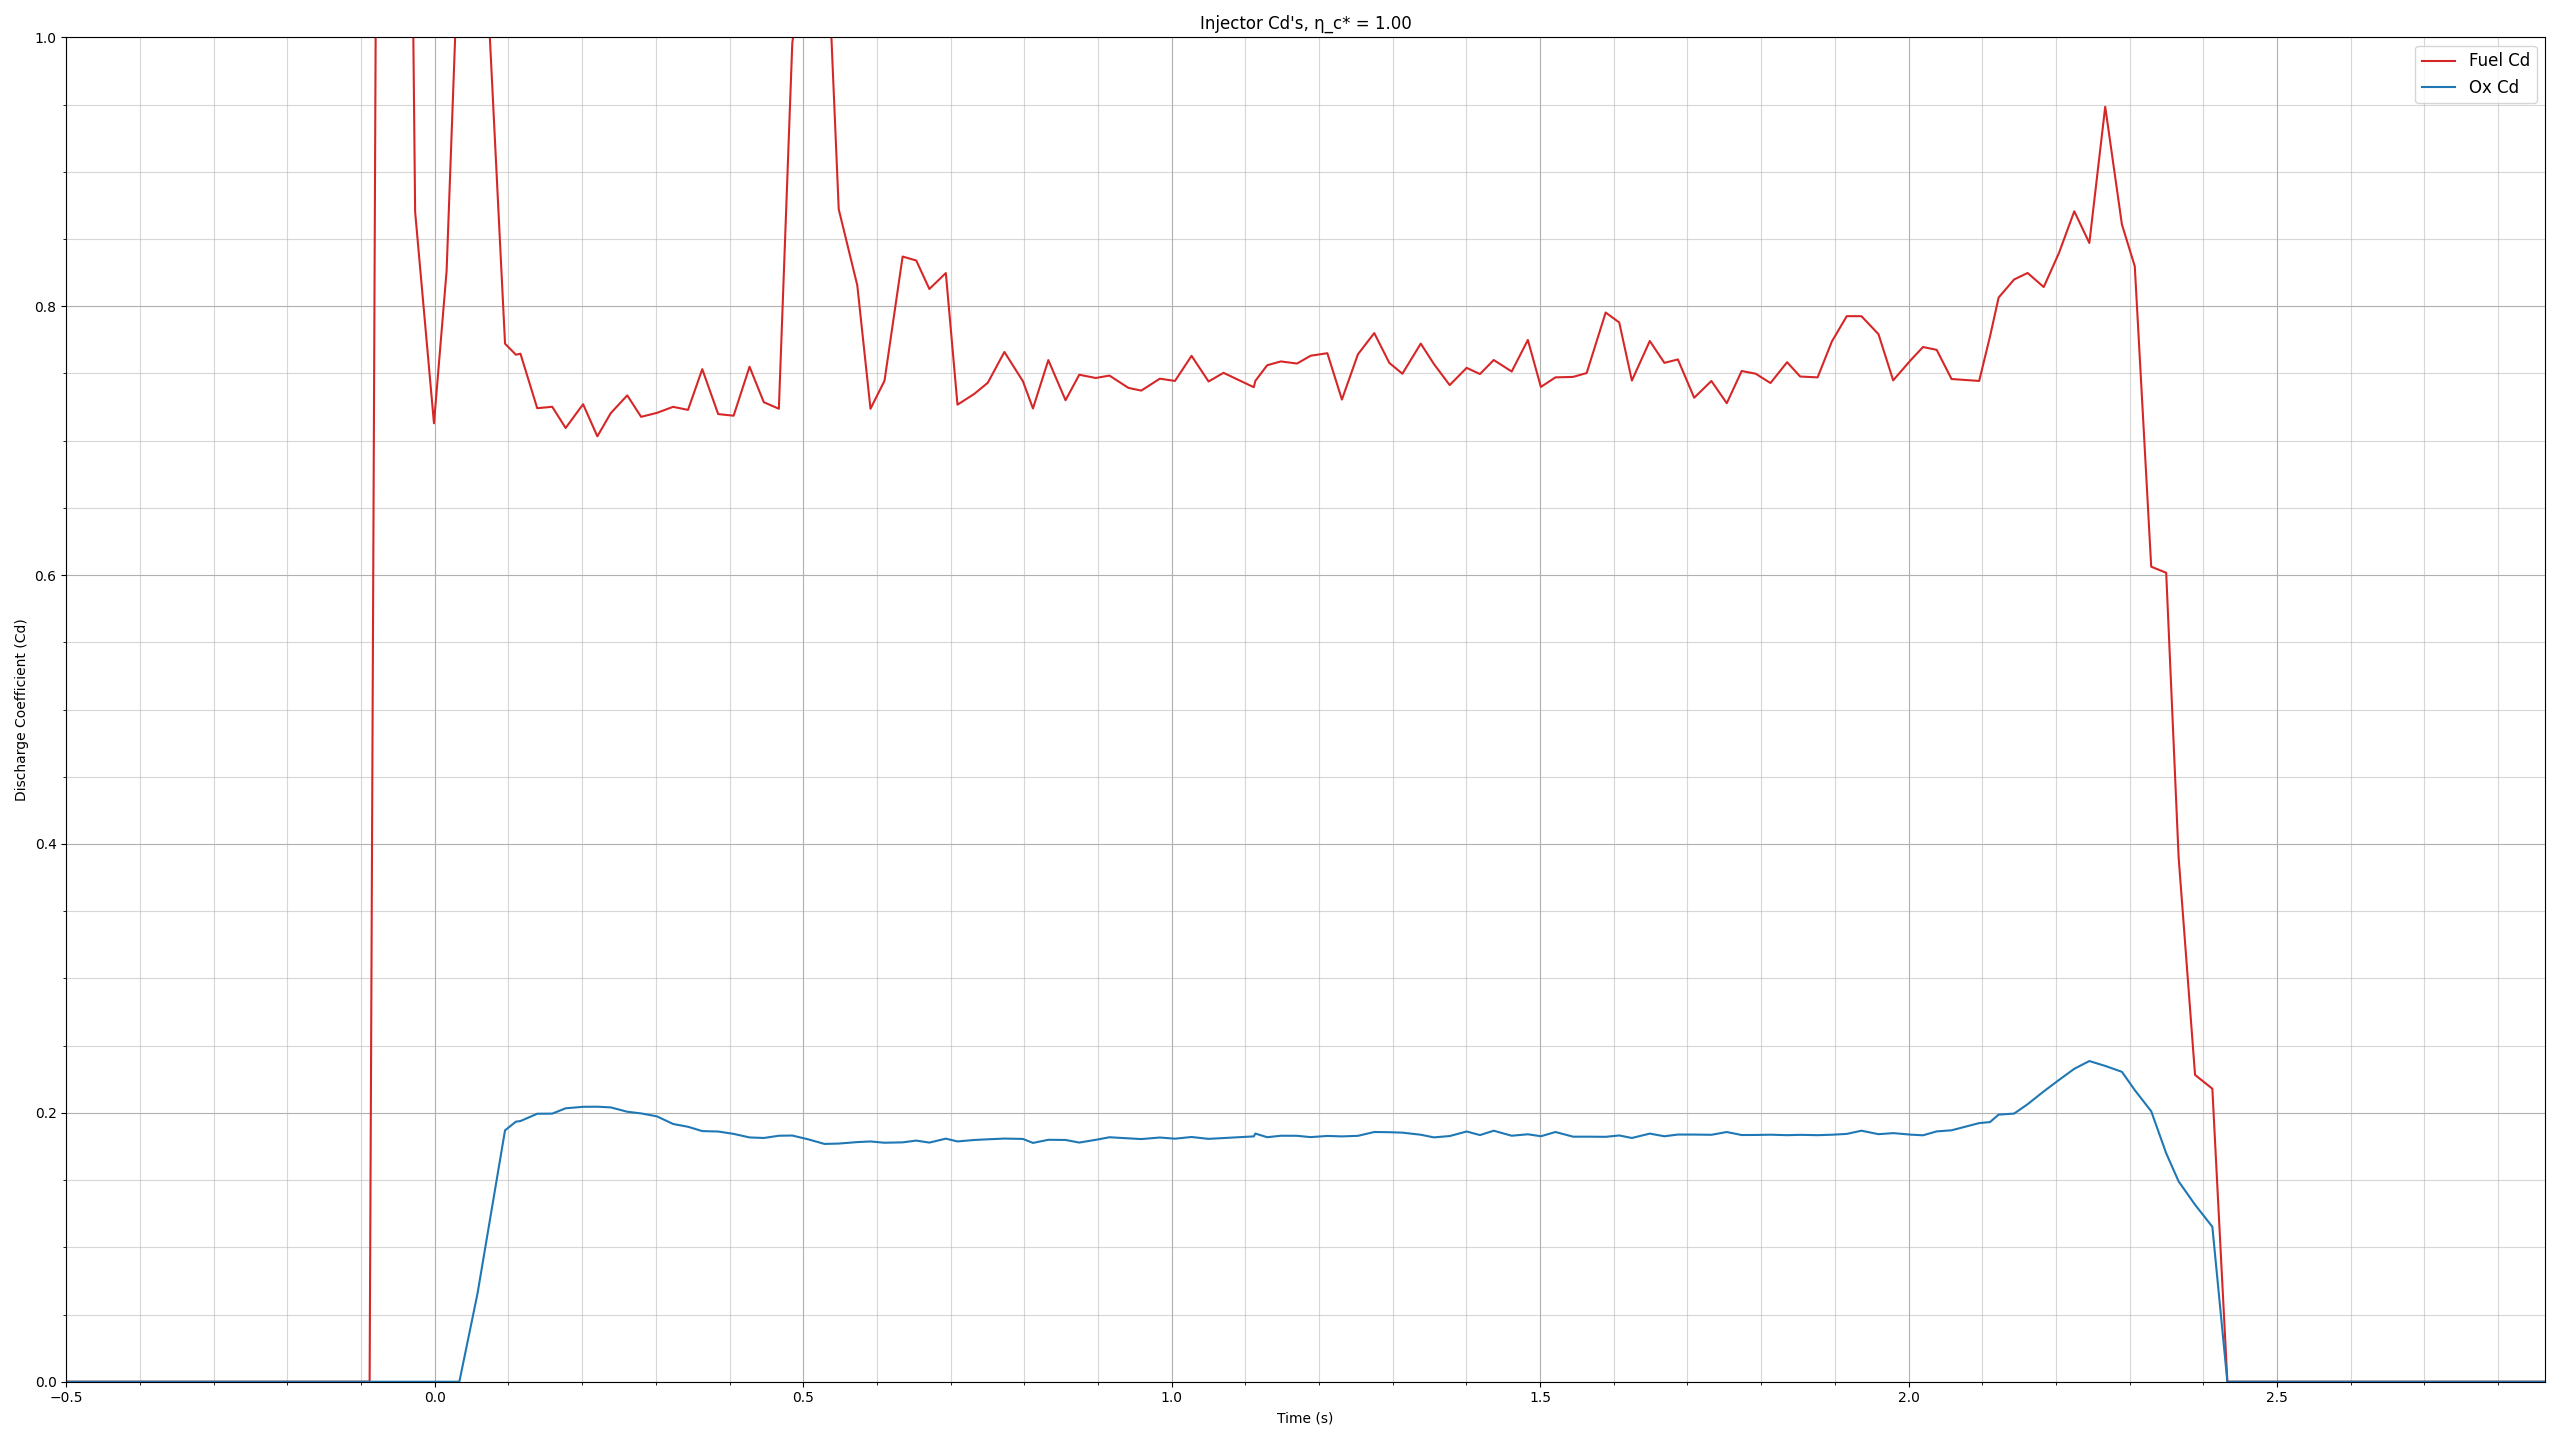 Injector Cd's, η_c* = 1.00
Fuel Cd
Ox Cd
Discharge Coefficient (Cd)
1.0
0.8
0.6
0.4
0.2
0.0
−0.5 0.0 0.5 1.0 1.5 2.0 2.5
Time (s)